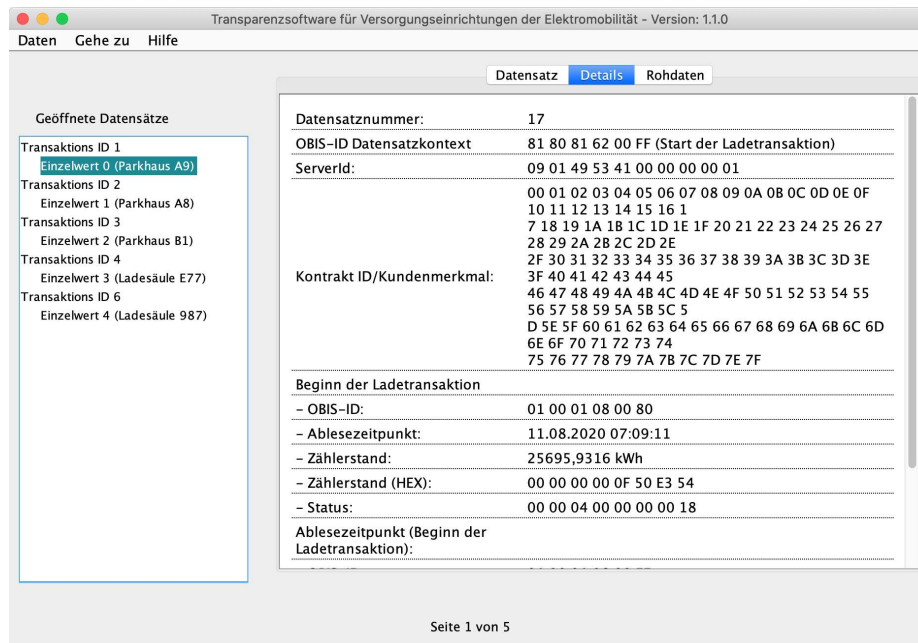 Transparenzsoftware für Versorgungseinrichtungen der Elektromobilität - Version: 1.1.0
Daten Gehe zu Hilfe
Datensatz Details Rohdaten
Geöffnete Datensätze
Transaktions ID 1
Einzelwert 0 (Parkhaus A9)
Transaktions ID 2
Einzelwert 1 (Parkhaus A8)
Transaktions ID 3
Einzelwert 2 (Parkhaus B1)
Transaktions ID 4
Einzelwert 3 (Ladesäule E77)
Transaktions ID 6
Einzelwert 4 (Ladesäule 987)
Datensatznummer: 17
OBIS-ID Datensatzkontext 81 80 81 62 00 FF (Start der Ladetransaktion)
ServerId: 09 01 49 53 41 00 00 00 00 01
Kontrakt ID/Kundenmerkmal:
00 01 02 03 04 05 06 07 08 09 0A 0B 0C 0D 0E 0F
10 11 12 13 14 15 16 1
7 18 19 1A 1B 1C 1D 1E 1F 20 21 22 23 24 25 26 27
28 29 2A 2B 2C 2D 2E
2F 30 31 32 33 34 35 36 37 38 39 3A 3B 3C 3D 3E
3F 40 41 42 43 44 45
46 47 48 49 4A 4B 4C 4D 4E 4F 50 51 52 53 54 55
56 57 58 59 5A 5B 5C 5
D 5E 5F 60 61 62 63 64 65 66 67 68 69 6A 6B 6C 6D
6E 6F 70 71 72 73 74
75 76 77 78 79 7A 7B 7C 7D 7E 7F
Beginn der Ladetransaktion
- OBIS-ID: 01 00 01 08 00 80
- Ablesezeitpunkt: 11.08.2020 07:09:11
- Zählerstand: 25695,9316 kWh
- Zählerstand (HEX): 00 00 00 00 0F 50 E3 54
- Status: 00 00 04 00 00 00 00 18
Ablesezeitpunkt (Beginn der
Ladetransaktion):
Seite 1 von 5